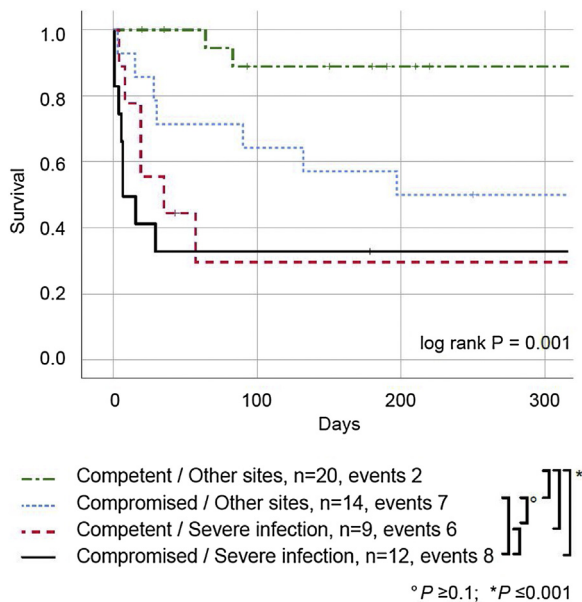 1.0
0.8
0.6
0.4
0.2
0.0
Survival
log rank P = 0.001
0 100 200 300
Days
Competent / Other sites, n=20, events 2
Compromised / Other sites, n=14, events 7
Competent / Severe infection, n=9, events 6
Compromised / Severe infection, n=12, events 8
°
*
°P ≥0.1; *P ≤0.001